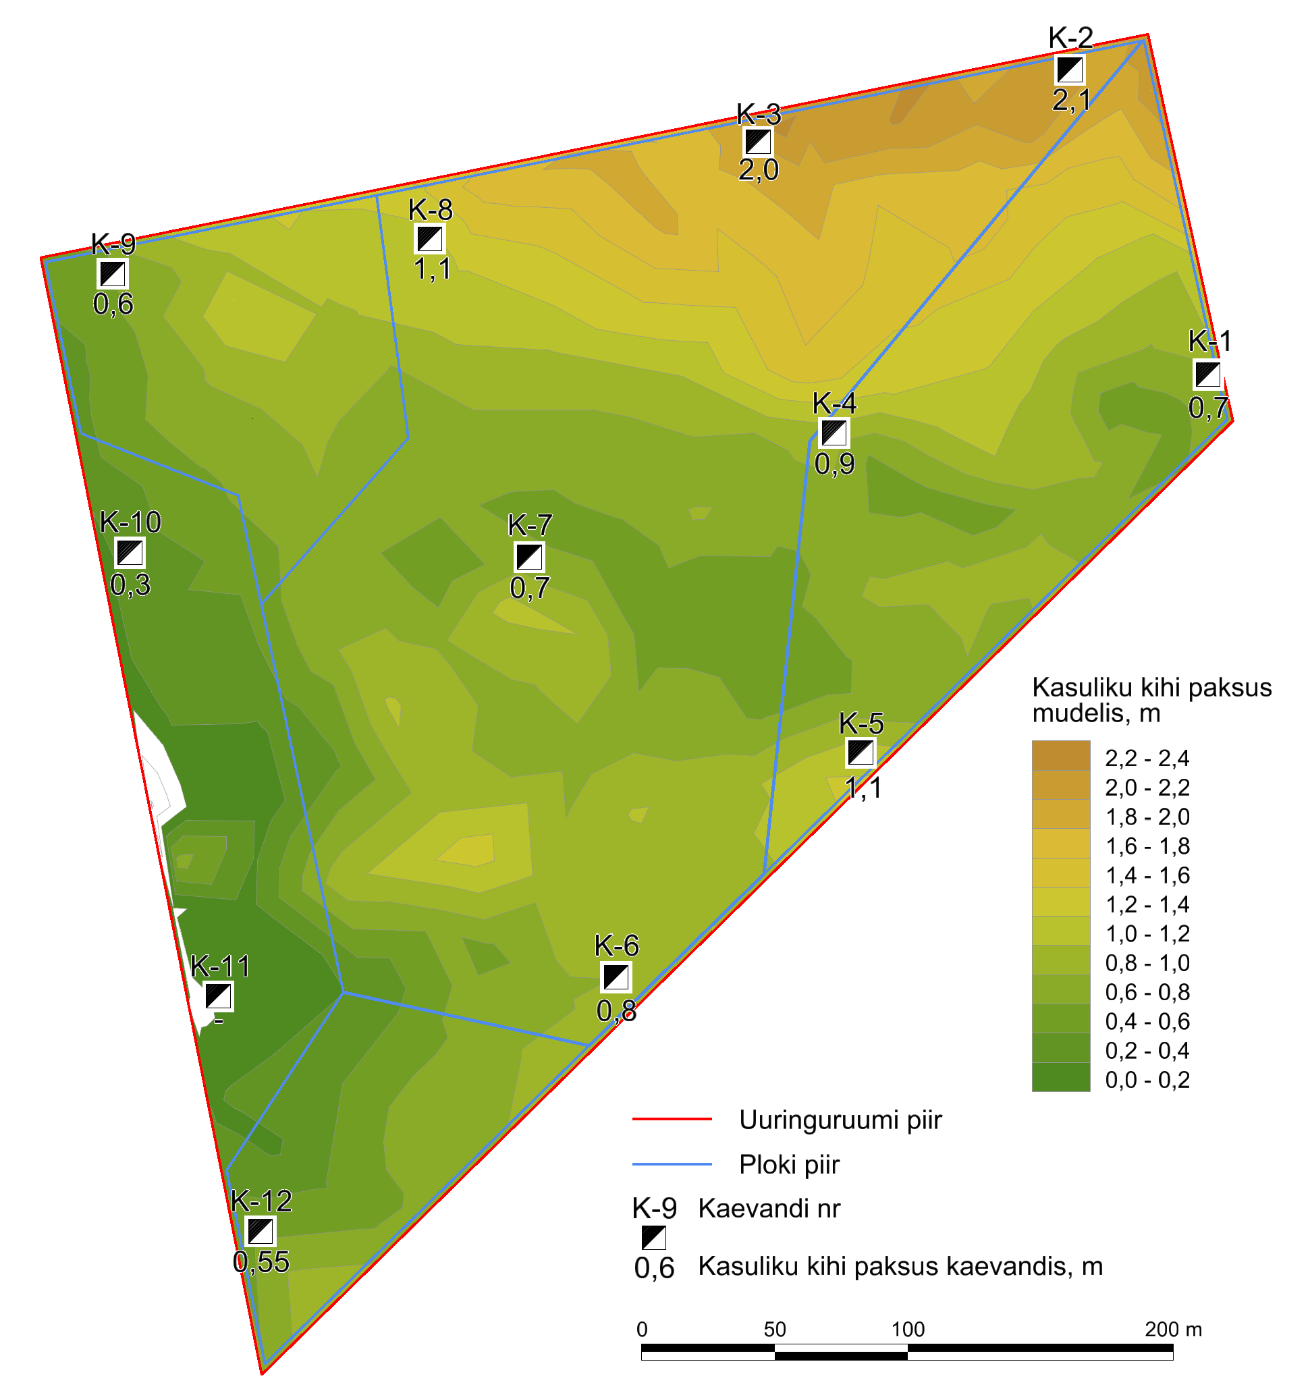 K-2
2,1
K-3
2,0
K-8
1,1
K-9
0,6
K-1
0,7
K-4
0,9
K-10
0,3
K-7
0,7
K-5
1,1
K-6
0,8
K-11
-
K-12
0,55
Kasuliku kihi paksus
mudelis, m
2,2 - 2,4
2,0 - 2,2
1,8 - 2,0
1,6 - 1,8
1,4 - 1,6
1,2 - 1,4
1,0 - 1,2
0,8 - 1,0
0,6 - 0,8
0,4 - 0,6
0,2 - 0,4
0,0 - 0,2
Uuringuruumi piir
Ploki piir
K-9 Kaevandi nr
0,6 Kasuliku kihi paksus kaevandis, m
0 50 100 200 m